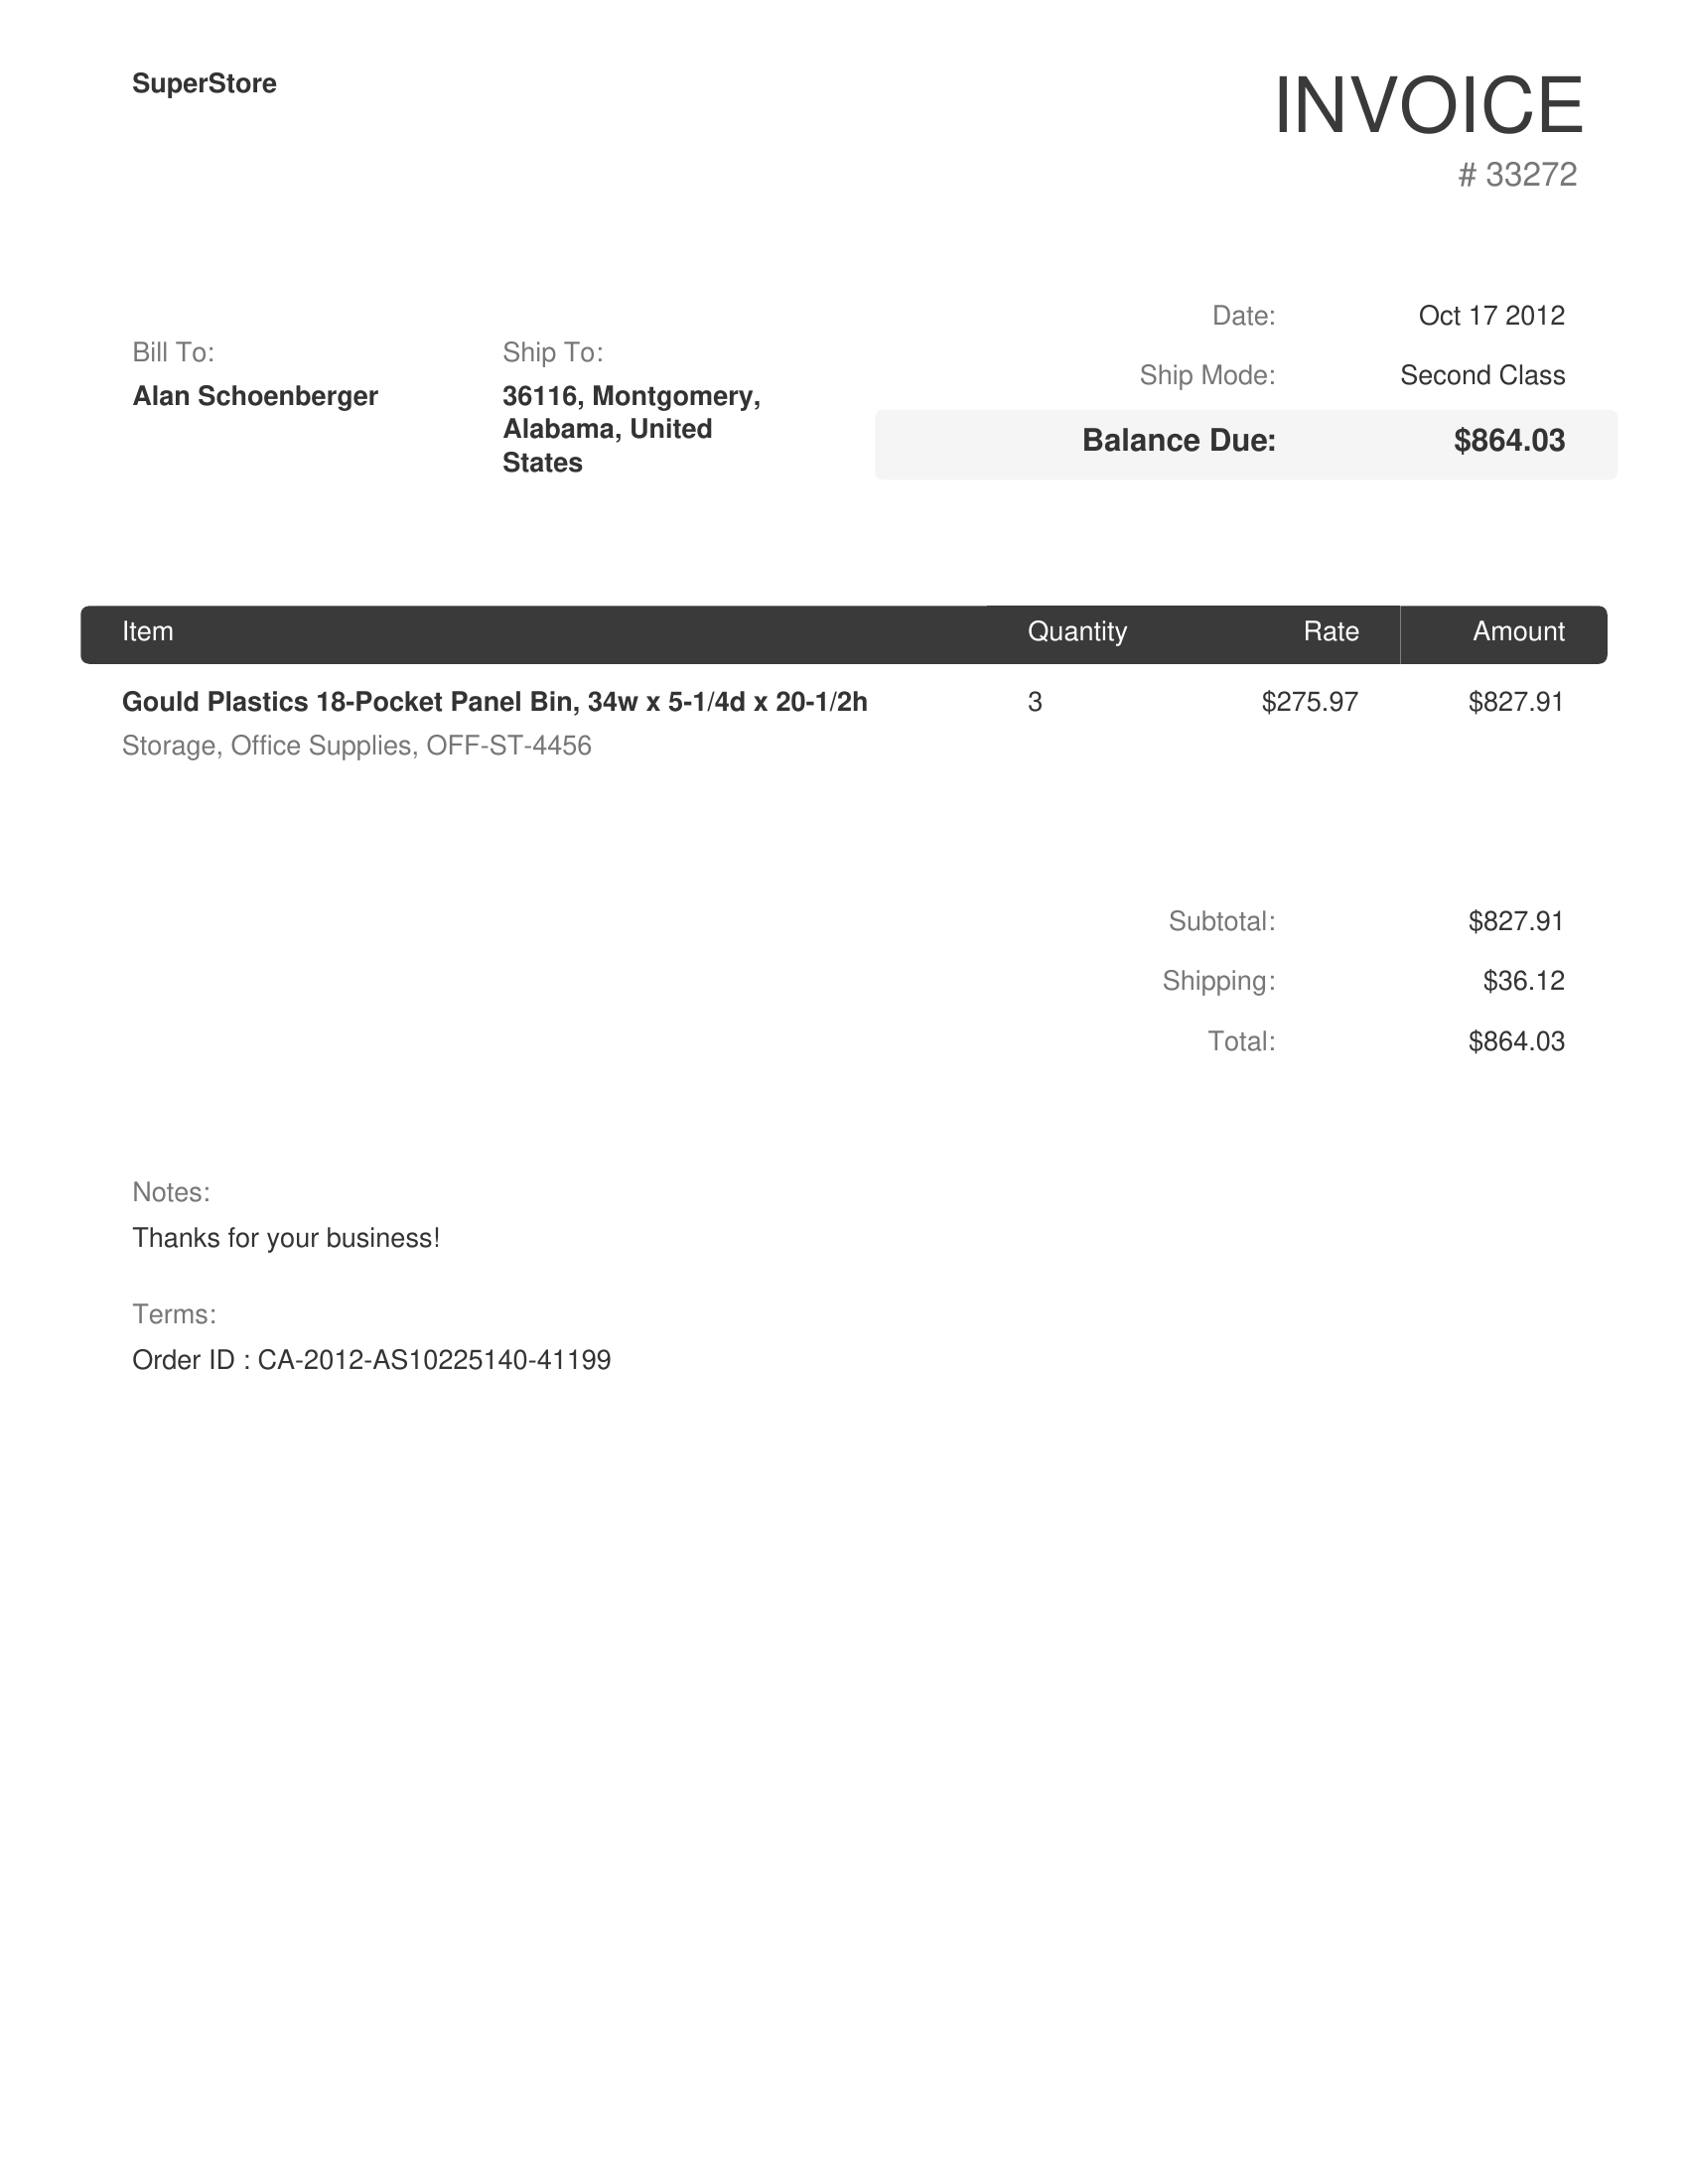 SuperStore
INVOICE
# 33272
Date: Oct 17 2012
Ship Mode: Second Class
Balance Due: $864.03
Bill To:
Alan Schoenberger
Ship To:
36116, Montgomery,
Alabama, United
States
Item Quantity Rate Amount
Gould Plastics 18-Pocket Panel Bin, 34w x 5-1/4d x 20-1/2h 3 $275.97 $827.91
Storage, Office Supplies, OFF-ST-4456
Subtotal: $827.91
Shipping: $36.12
Total: $864.03
Notes:
Thanks for your business!
Terms:
Order ID : CA-2012-AS10225140-41199